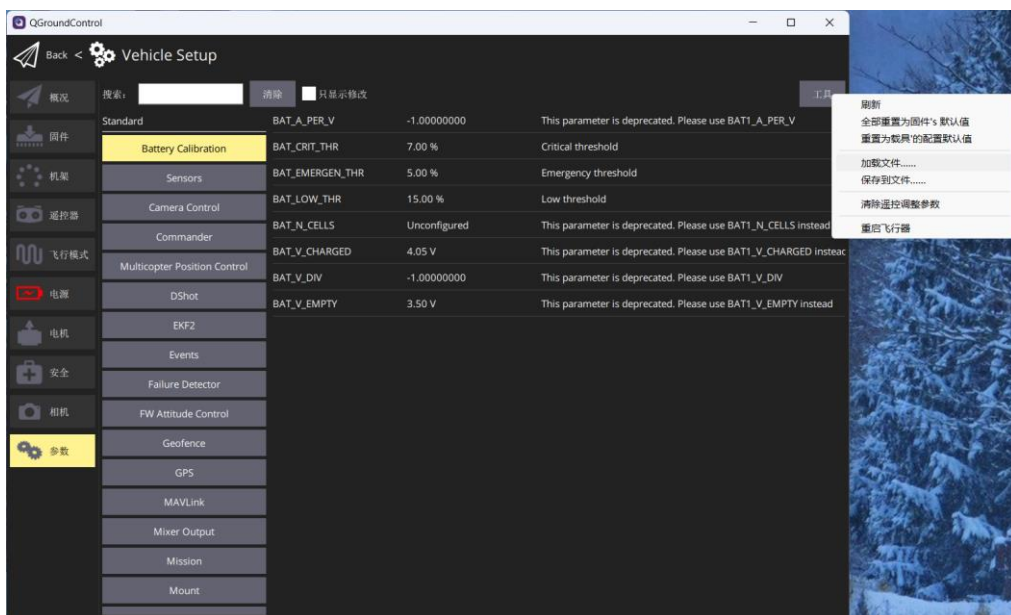 QGroundControl
Back < Vehicle Setup
搜索： 清除 只显示修改 工具
概况
固件
机架
遥控器
飞行模式
电源
电机
安全
相机
参数
Standard
Battery Calibration
Sensors
Camera Control
Commander
Multicopter Position Control
DShot
EKF2
Events
Failure Detector
FW Attitude Control
Geofence
GPS
MAVLink
Mixer Output
Mission
Mount
BAT_A_PER_V -1.00000000 This parameter is deprecated. Please use BAT1_A_PER_V
BAT_CRIT_THR 7.00 % Critical threshold
BAT_EMERGEN_THR 5.00 % Emergency threshold
BAT_LOW_THR 15.00 % Low threshold
BAT_N_CELLS Unconfigured This parameter is deprecated. Please use BAT1_N_CELLS instead
BAT_V_CHARGED 4.05 V This parameter is deprecated. Please use BAT1_V_CHARGED instead
BAT_V_DIV -1.00000000 This parameter is deprecated. Please use BAT1_V_DIV
BAT_V_EMPTY 3.50 V This parameter is deprecated. Please use BAT1_V_EMPTY instead
刷新
全部重置为固件's 默认值
重置为载具'的配置默认值
加载文件......
保存到文件......
清除遥控调整参数
重启飞行器